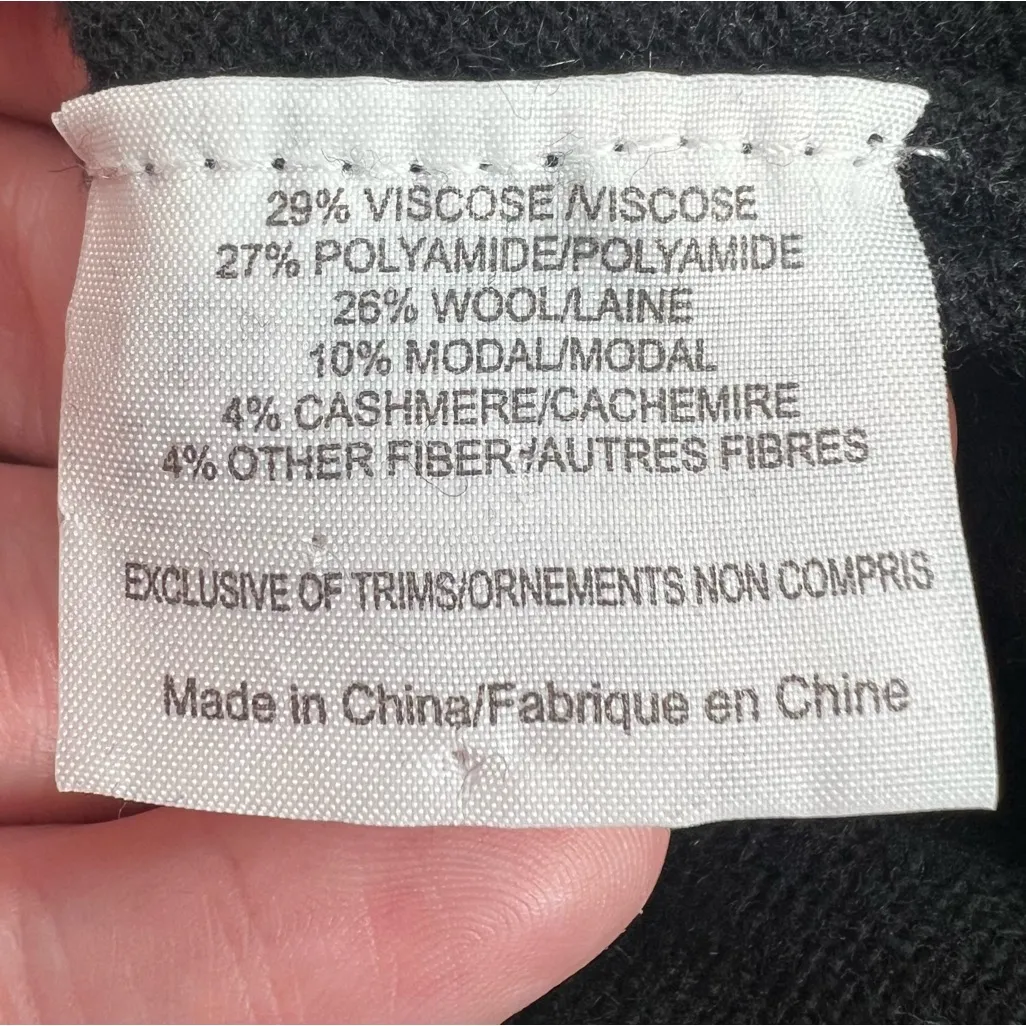 29% VISCOSE /VISCOSE
27% POLYAMIDE/POLYAMIDE
26% WOOL/LAINE
10% MODAL/MODAL
4% CASHMERE/CACHEMIRE
4% OTHER FIBER/AUTRES FIBRES
EXCLUSIVE OF TRIMS/ORNEMENTS NON COMPRIS
Made in China/Fabrique en Chine